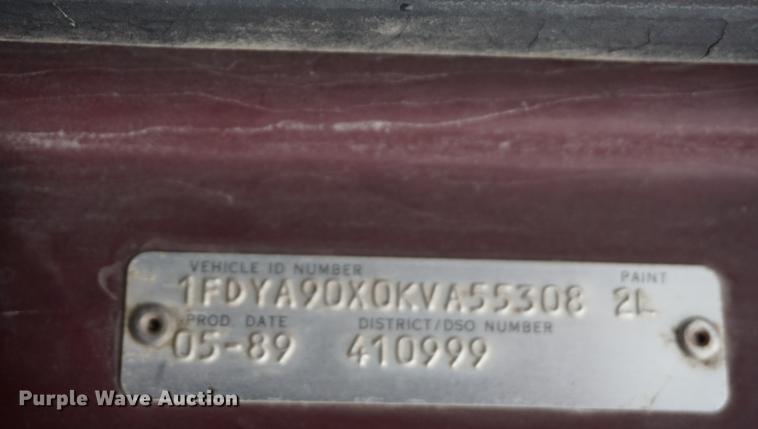 VEHICLE ID NUMBER PAINT
1FDYA90X0KVA55308 2L
PROD. DATE DISTRICT/DSO NUMBER
05-89 410999
Purple Wave Auction